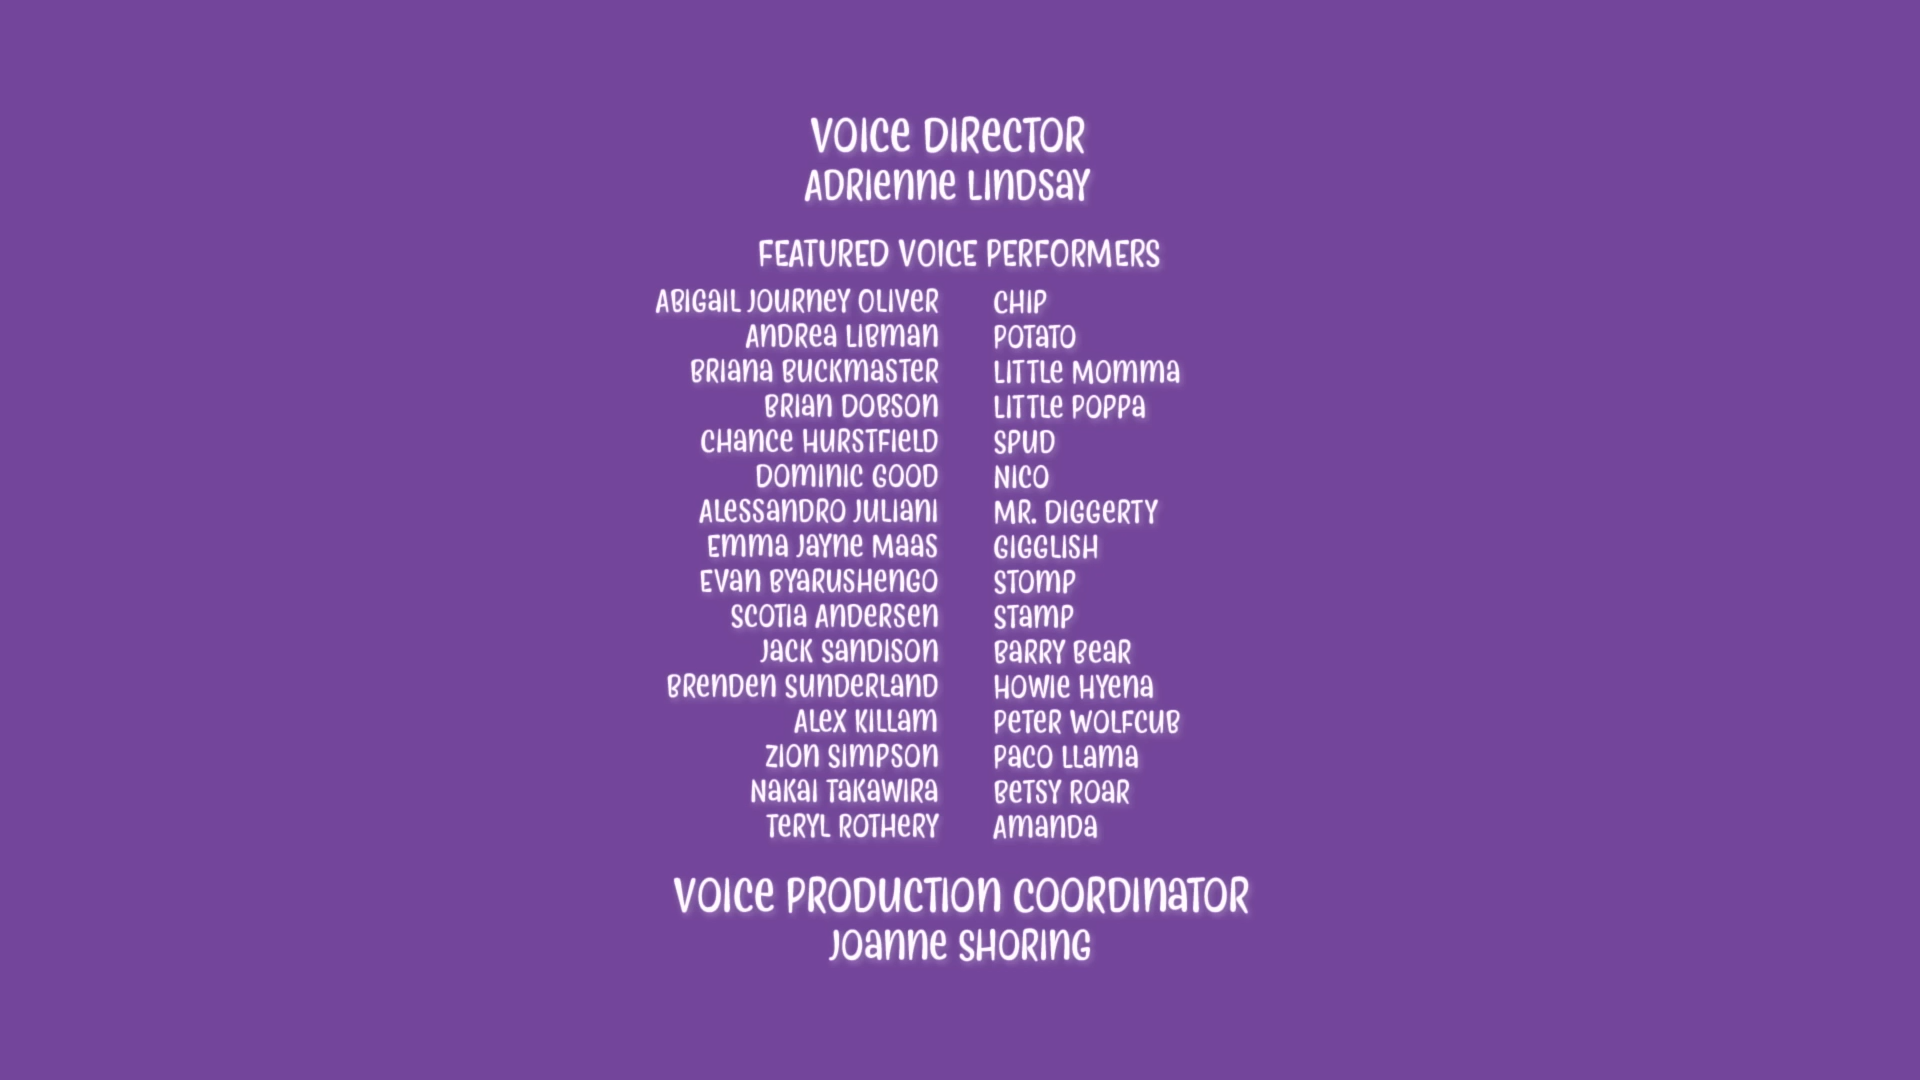 VOICE DIRECTOR
ADRIENNE LINDSAY
FEATURED VOICE PERFORMERS
ABIGAIL JOURNEY OLIVER CHIP
ANDREA LIBMAN POTATO
BRIANA BUCKMASTER LITTLE MOMMA
BRIAN DOBSON LITTLE POPPA
CHANCE HURSTFIELD SPUD
DOMINIC GOOD NICO
ALESSANDRO JULIANI MR. DIGGERTY
EMMA JAYNE MAAS GIGGLISH
EVAN BYARUSHENGO STOMP
SCOTIA ANDERSEN STAMP
JACK SANDISON BARRY BEAR
BRENDEN SUNDERLAND HOWIE HYENA
ALEX KILLAM PETER WOLFCUB
ZION SIMPSON PACO LLAMA
NAKAI TAKAWIRA BETSY ROAR
TERYL ROTHERY AMANDA
VOICE PRODUCTION COORDINATOR
JOANNE SHORING